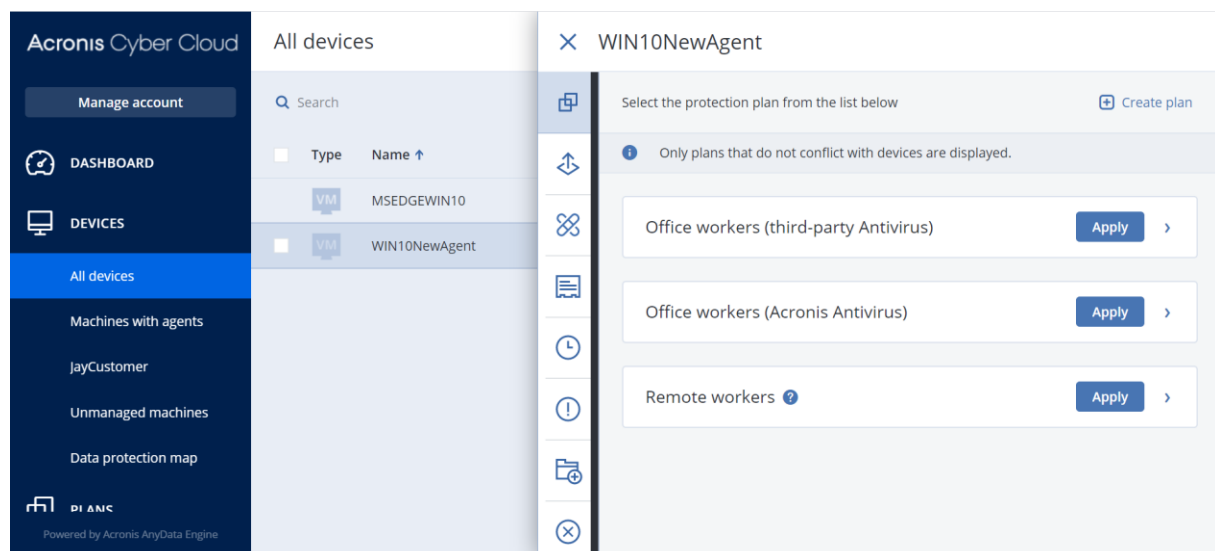 Acronis Cyber Cloud
Manage account
DASHBOARD
DEVICES
All devices
Machines with agents
JayCustomer
Unmanaged machines
Data protection map
PLANS
Powered by Acronis AnyData Engine
All devices
Search
Type Name ↑
VM MSEDGEWIN10
VM WIN10NewAgent
WIN10NewAgent
Select the protection plan from the list below
Create plan
Only plans that do not conflict with devices are displayed.
Office workers (third-party Antivirus) Apply
Office workers (Acronis Antivirus) Apply
Remote workers Apply